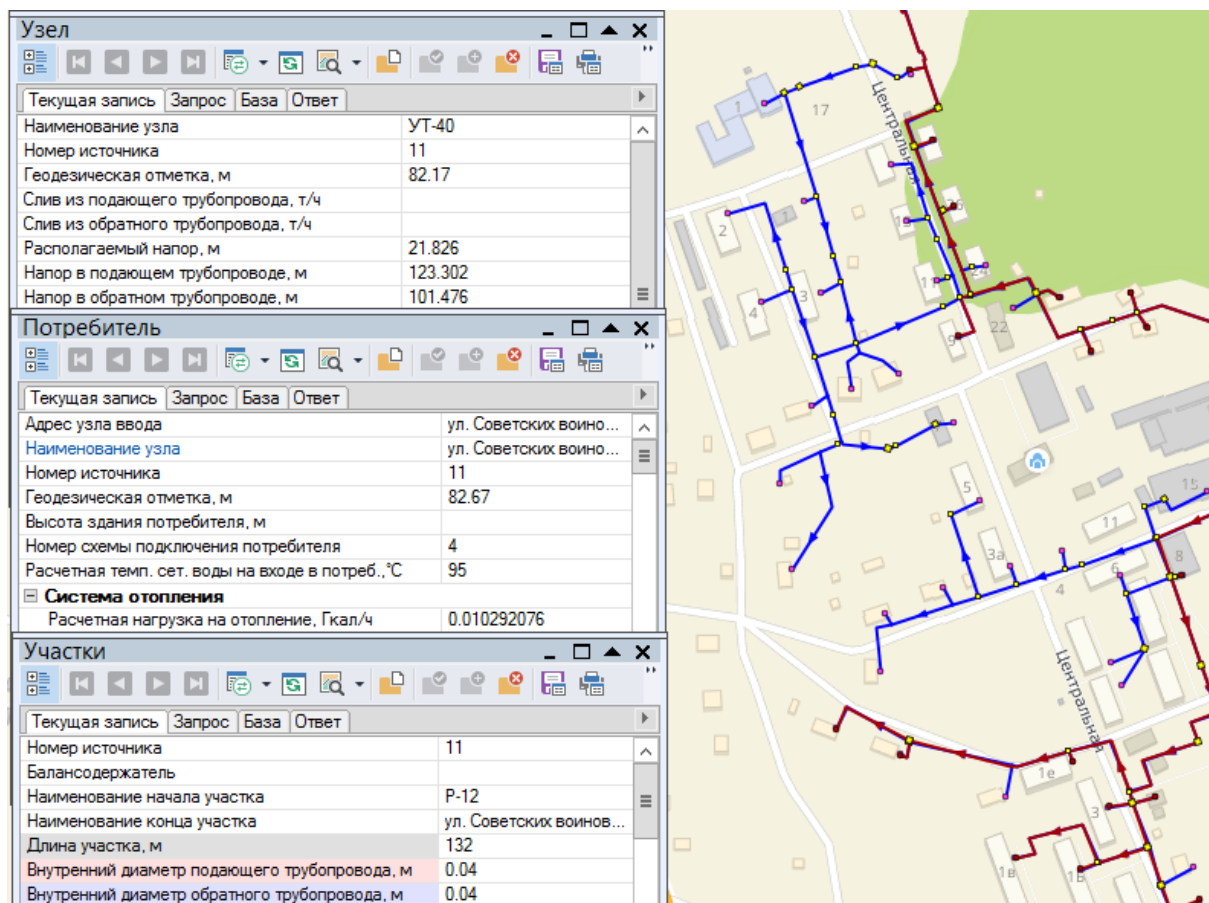 Узел
Текущая запись Запрос База Ответ
Наименование узла УТ-40
Номер источника 11
Геодезическая отметка, м 82.17
Слив из подающего трубопровода, т/ч
Слив из обратного трубопровода, т/ч
Располагаемый напор, м 21.826
Напор в подающем трубопроводе, м 123.302
Напор в обратном трубопроводе, м 101.476
Потребитель
Текущая запись Запрос База Ответ
Адрес узла ввода ул. Советских воино...
Наименование узла ул. Советских воино...
Номер источника 11
Геодезическая отметка, м 82.67
Высота здания потребителя, м
Номер схемы подключения потребителя 4
Расчетная темп. сет. воды на входе в потреб.,°C 95
Система отопления
Расчетная нагрузка на отопление, Гкал/ч 0.010292076
Участки
Текущая запись Запрос База Ответ
Номер источника 11
Балансодержатель
Наименование начала участка Р-12
Наименование конца участка ул. Советских воинов...
Длина участка, м 132
Внутренний диаметр подающего трубопровода, м 0.04
Внутренний диаметр обратного трубопровода, м 0.04
1
17
Центральная
2
1
4
3
11
24
22
9
5
3а
11
15
6
8
4
Центральная
1е
3
1в